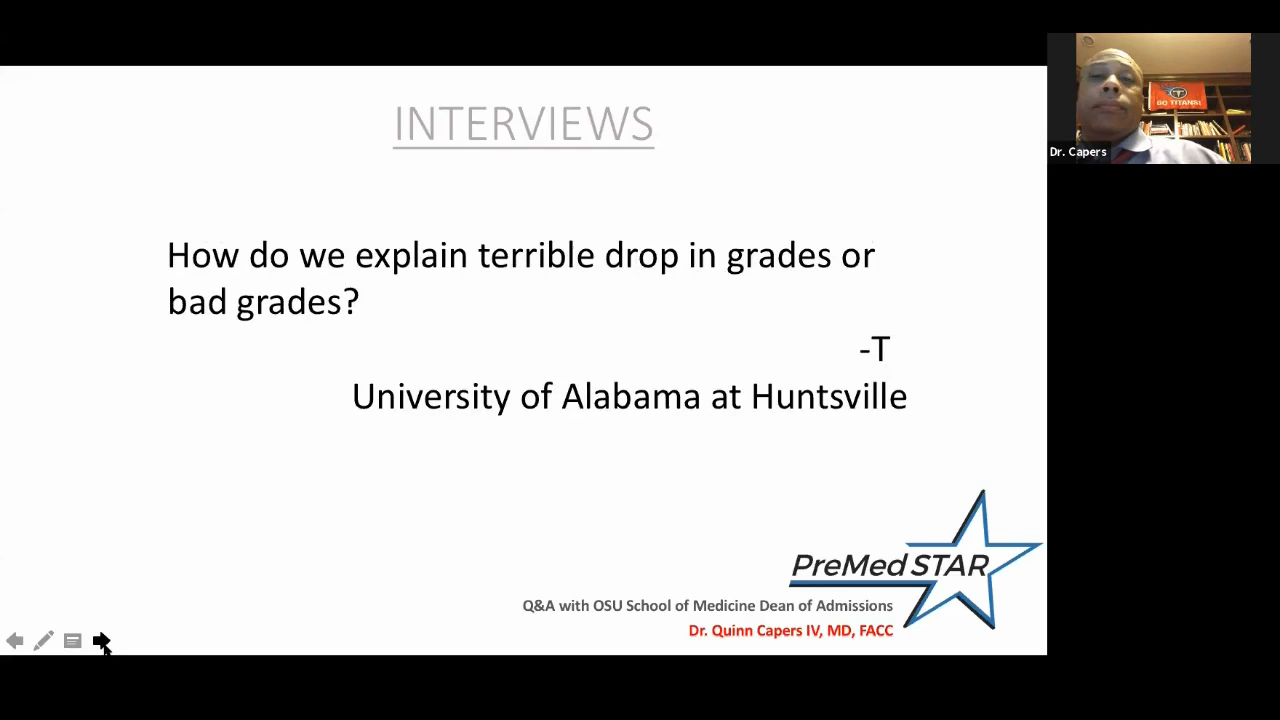 INTERVIEWS
How do we explain terrible drop in grades or
bad grades?
-T
University of Alabama at Huntsville
PreMed STAR
Q&A with OSU School of Medicine Dean of Admissions
Dr. Quinn Capers IV, MD, FACC
GO TITANS!
Dr. Capers